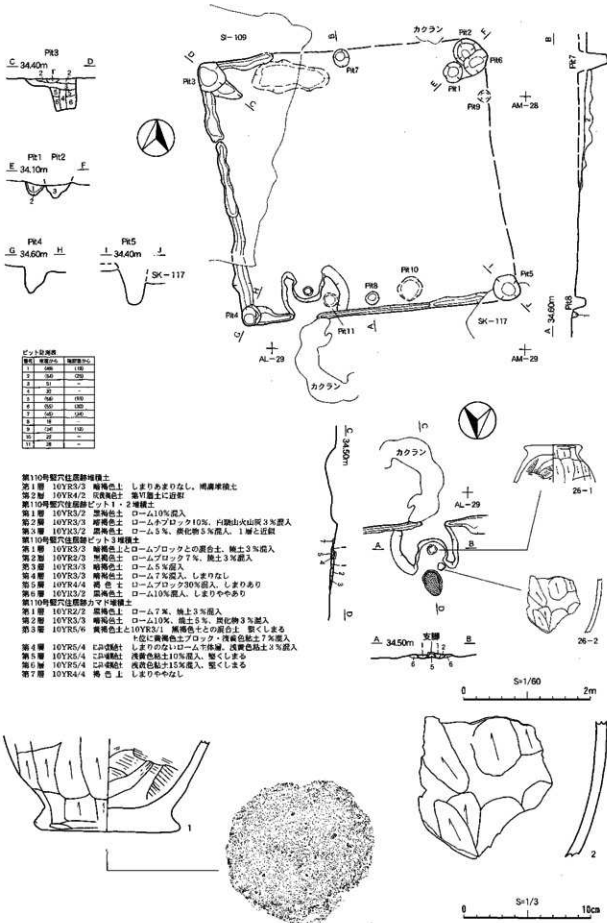 SI-109
カクラン
Pit3
C 34.40m D
Pit2
Pit6
Pit1
Pit7
Pit9
AM-28
Pit1 Pit2
E 34.10m F
Pit4
G 34.60m H
Pit5
I 34.40m J
SK-117
Pit3
Pit4
Pit8
Pit10
Pit11
Pit5
SK-117
AL-29
AM-29
カクラン
B
Pit7
Pit8
A 34.60m
ピット計測表
第110号竪穴住居跡堆積土
第1層 10YR3/3 暗褐色土 しまりあまりなし、掘廣堆積土
第2層 10YR4/2 灰黄褐色土 第Ⅵ層土に近似
第110号竪穴住居跡ピット1・2堆積土
第1層 10YR3/2 黒褐色土 ローム10%混入
第2層 10YR3/3 暗褐色土 ロームブロック10%、白頭山火山灰3%混入
第3層 10YR3/2 黒褐色土 ローム5%、炭化物5%混入、1層と近似
第110号竪穴住居跡ピット3堆積土
第1層 10YR3/3 暗褐色土とロームブロックとの混合土、焼土3%混入
第2層 10YR2/3 黒褐色土 ロームブロック7%、焼土3%混入
第3層 10YR3/3 暗褐色土 ローム5%混入
第4層 10YR3/3 暗褐色土 ローム7%混入、しまりなし
第5層 10YR4/4 褐色土 ロームブロック30%混入、しまりあり
第6層 10YR3/2 黒褐色土 ローム10%混入、しまりややあり
第110号竪穴住居跡カマド堆積土
第1層 10YR2/2 黒褐色土 ローム7%、焼土3%混入
第2層 10YR3/3 暗褐色土 ローム10%、焼土5%、炭化物3%混入
第3層 10YR5/6 黄褐色土と10YR3/1 黒褐色土との混合土 堅くしまる
上位に黄褐色土ブロック・浅黄色粘土7%混入
第4層 10YR5/4 にぶい黄褐色土 しまりのないローム主体層、浅黄色粘土3%混入
第5層 10YR5/4 にぶい黄褐色土 浅黄色粘土10%混入、堅くしまる
第6層 10YR5/4 にぶい黄褐色土 浅黄色粘土15%混入、堅くしまる
第7層 10YR4/4 褐色土 しまりややなし
C 34.50m
D
カクラン
AL-29
A B
26-1
26-2
A 34.50m 支脚 B
S=1/60
0 2m
1
2
S=1/3
0 10cm